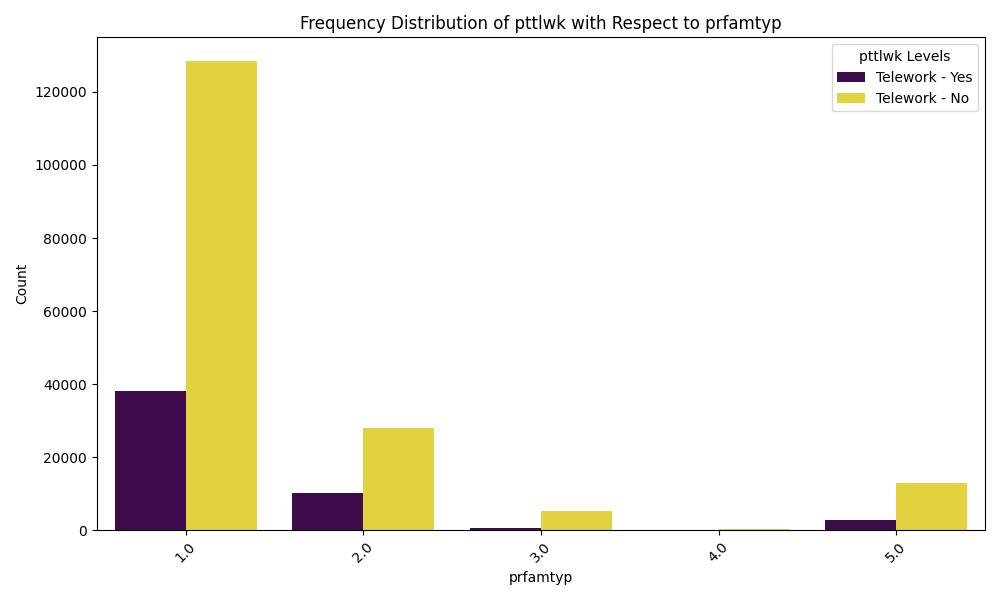 Frequency Distribution of pttlwk with Respect to prfamtyp
pttlwk Levels
Telework - Yes
Telework - No
120000
100000
80000
60000
40000
20000
0
Count
1.0
2.0
3.0
4.0
5.0
prfamtyp